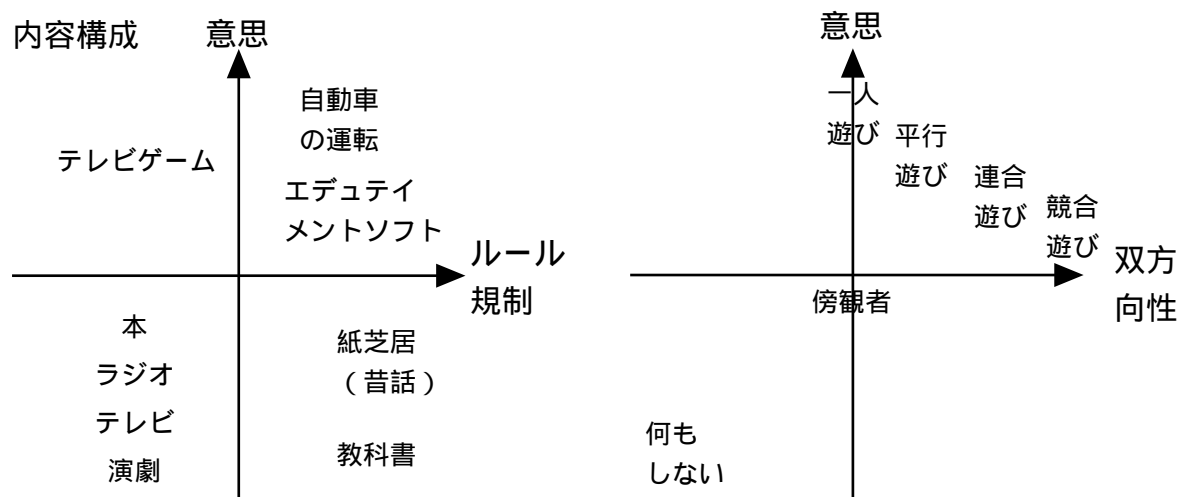 内容構成
意思
自動車
の運転
テレビゲーム
エデュテイ
メントソフト
ルール
規制
本
ラジオ
テレビ
演劇
紙芝居
（昔話）
教科書
意思
一人
遊び
平行
遊び
連合
遊び
競合
遊び
双方
向性
傍観者
何も
しない